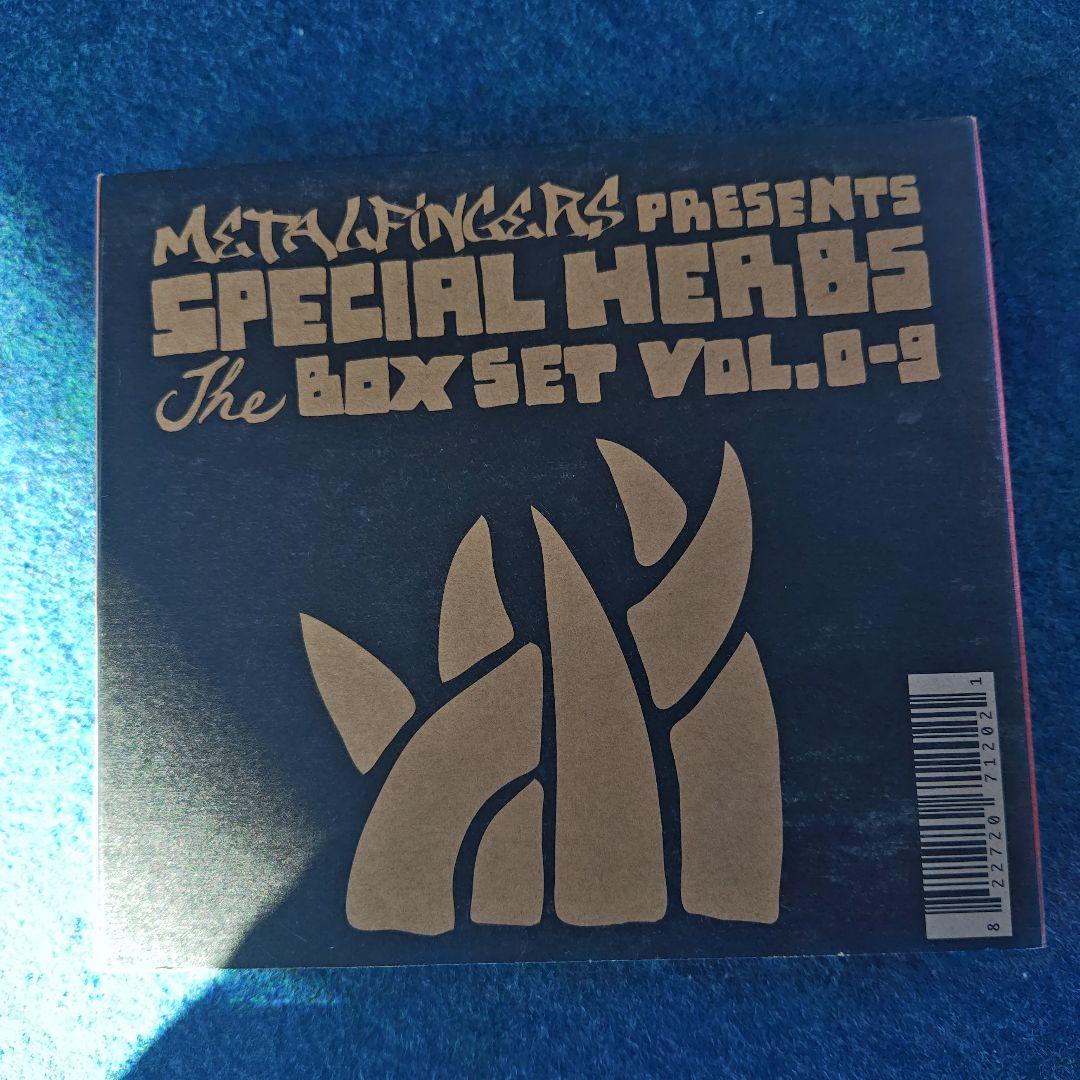 METALFiNGERS PRESENTS
SPECIAL HERBS
The BOX SET VOL. 0-9
8 22720 71202 1